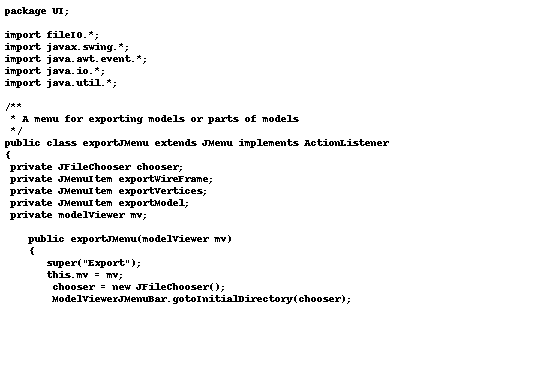 package UI;
import fileIO.*;
import javax.swing.*;
import java.awt.event.*;
import java.io.*;
import java.util.*;
/**
* A menu for exporting models or parts of models
*/
public class exportJMenu extends JMenu implements ActionListener
{
private JFileChooser chooser;
private JMenuItem exportWireFrame;
private JMenuItem exportVertices;
private JMenuItem exportModel;
private modelViewer mv;
public exportJMenu(modelViewer mv)
{
super("Export");
this.mv = mv;
chooser = new JFileChooser();
ModelViewerJMenuBar.gotoInitialDirectory(chooser);